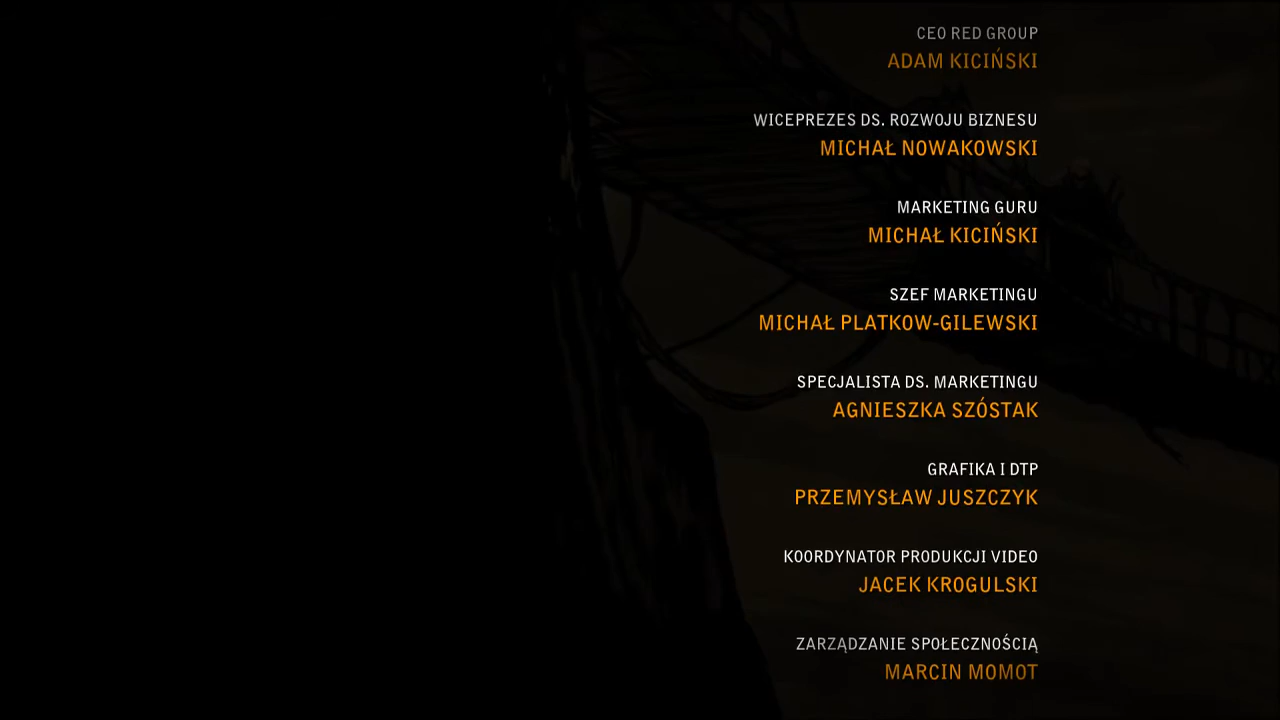 CEO RED GROUP
ADAM KICIŃSKI
WICEPREZES DS. ROZWOJU BIZNESU
MICHAŁ NOWAKOWSKI
MARKETING GURU
MICHAŁ KICIŃSKI
SZEF MARKETINGU
MICHAŁ PLATKOW-GILEWSKI
SPECJALISTA DS. MARKETINGU
AGNIESZKA SZÓSTAK
GRAFIKA I DTP
PRZEMYSŁAW JUSZCZYK
KOORDYNATOR PRODUKCJI VIDEO
JACEK KROGULSKI
ZARZĄDZANIE SPOŁECZNOŚCIĄ
MARCIN MOMOT